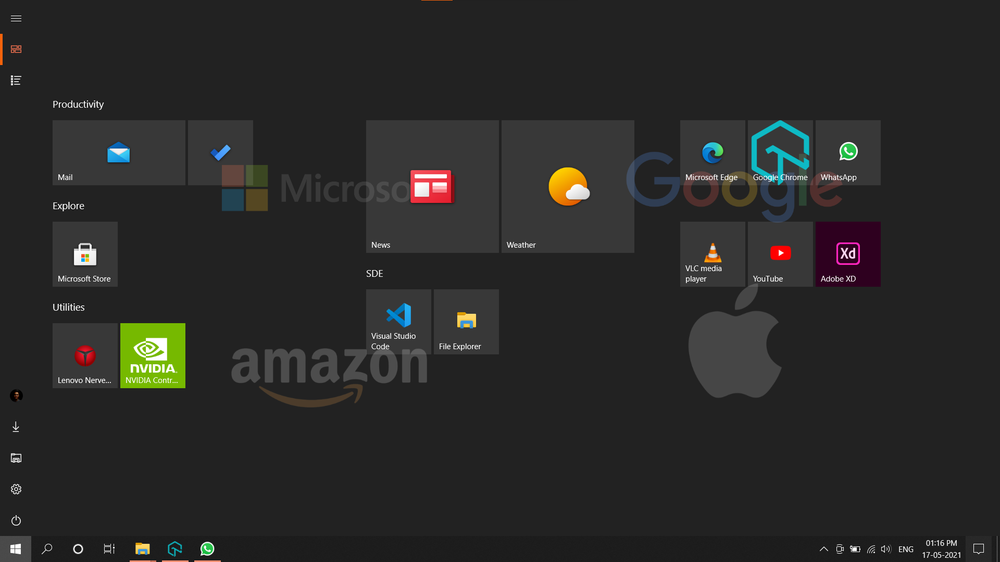 Productivity
Mail
Explore
Microsoft Store
Utilities
Lenovo Nerve...
NVIDIA
NVIDIA Contr...
Microso
News
Weather
SDE
Visual Studio
Code
File Explorer
amazon
Microsoft Edge
Google Chrome
WhatsApp
Google
VLC media
player
YouTube
Xd
Adobe XD
ENG
01:16 PM
17-05-2021